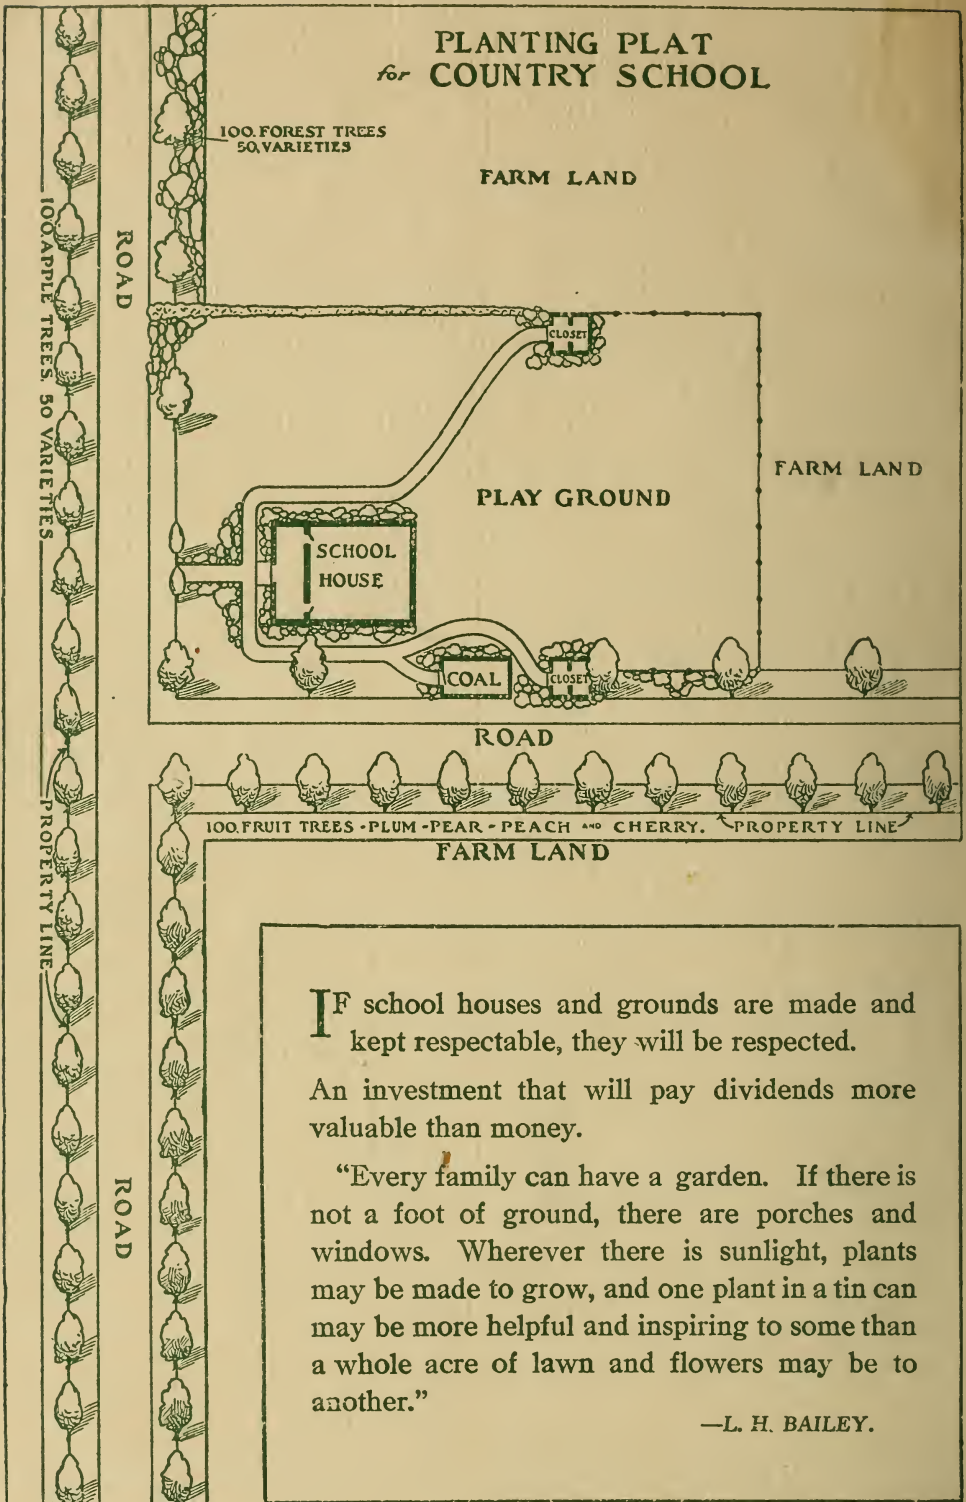 PLANTING PLAT
for COUNTRY SCHOOL
100. FOREST TREES
50, VARIETIES
FARM LAND
ROAD
100. APPLE TREES. 50 VARIETIES
CLOSET
FARM LAND
PLAY GROUND
SCHOOL
HOUSE
COAL
CLOSET
ROAD
100. FRUIT TREES - PLUM - PEAR - PEACH AND CHERRY. PROPERTY LINE
FARM LAND
PROPERTY LINE
ROAD
IF school houses and grounds are made and
kept respectable, they will be respected.
An investment that will pay dividends more
valuable than money.
“Every family can have a garden. If there is
not a foot of ground, there are porches and
windows. Wherever there is sunlight, plants
may be made to grow, and one plant in a tin can
may be more helpful and inspiring to some than
a whole acre of lawn and flowers may be to
another.”
—L. H. BAILEY.